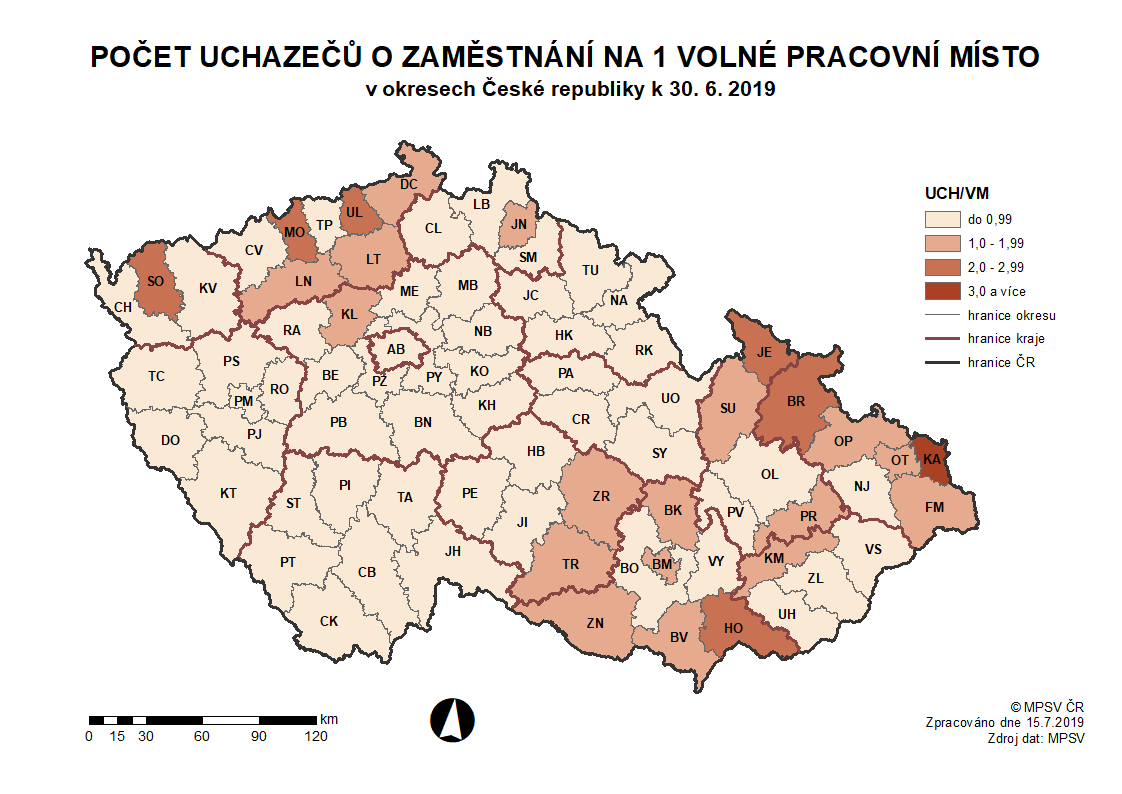 POČET UCHAZEČŮ O ZAMĚSTNÁNÍ NA 1 VOLNÉ PRACOVNÍ MÍSTO
v okresech České republiky k 30. 6. 2019
UCH/VM
do 0,99
1,0 - 1,99
2,0 - 2,99
3,0 a více
hranice okresu
hranice kraje
hranice ČR
DC
LB
UL
JN
MO
TP
CL
CV
LT
SM
TU
SO
LN
KV
ME
MB
JC
NA
CH
KL
RA
NB
HK
AB
RK
JE
PS
TC
BE
PZ
PY
KO
PA
RO
PM
UO
BR
KH
SU
PB
BN
CR
PJ
DO
OP
HB
SY
OT
KA
OL
KT
PI
ST
TA
PE
ZR
NJ
FM
BK
PV
PR
JI
JH
VS
PT
CB
TR
BO
BM
VY
KM
ZL
CK
ZN
BV
HO
UH
km
0 15 30 60 90 120
© MPSV ČR
Zpracováno dne 15.7.2019
Zdroj dat: MPSV